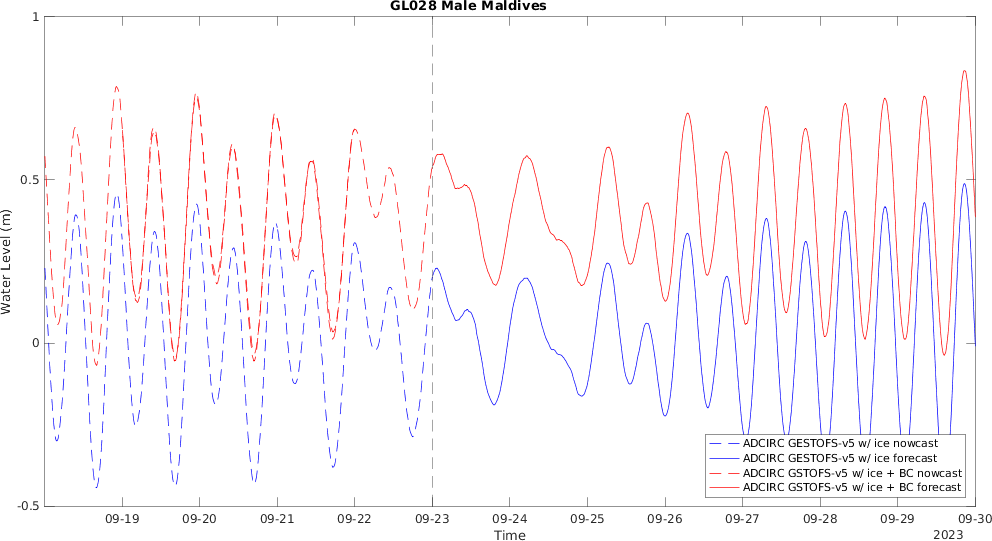 GL028 Male Maldives
1
0.5
0
-0.5
Water Level (m)
09-19 09-20 09-21 09-22 09-23 09-24 09-25 09-26 09-27 09-28 09-29 09-30
Time
2023
ADCIRC GESTOFS-v5 w/ ice nowcast
ADCIRC GESTOFS-v5 w/ ice forecast
ADCIRC GSTOFS-v5 w/ ice + BC nowcast
ADCIRC GSTOFS-v5 w/ ice + BC forecast